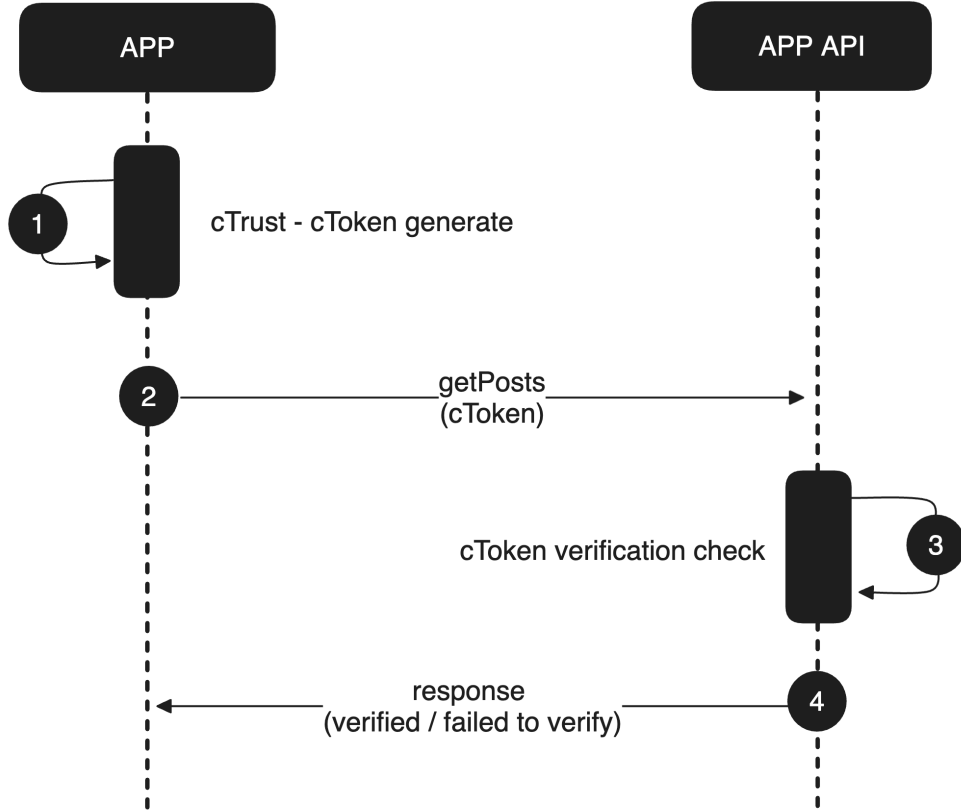 APP
APP API
1
cTrust - cToken generate
2
getPosts
(cToken)
cToken verification check
3
response
(verified / failed to verify)
4